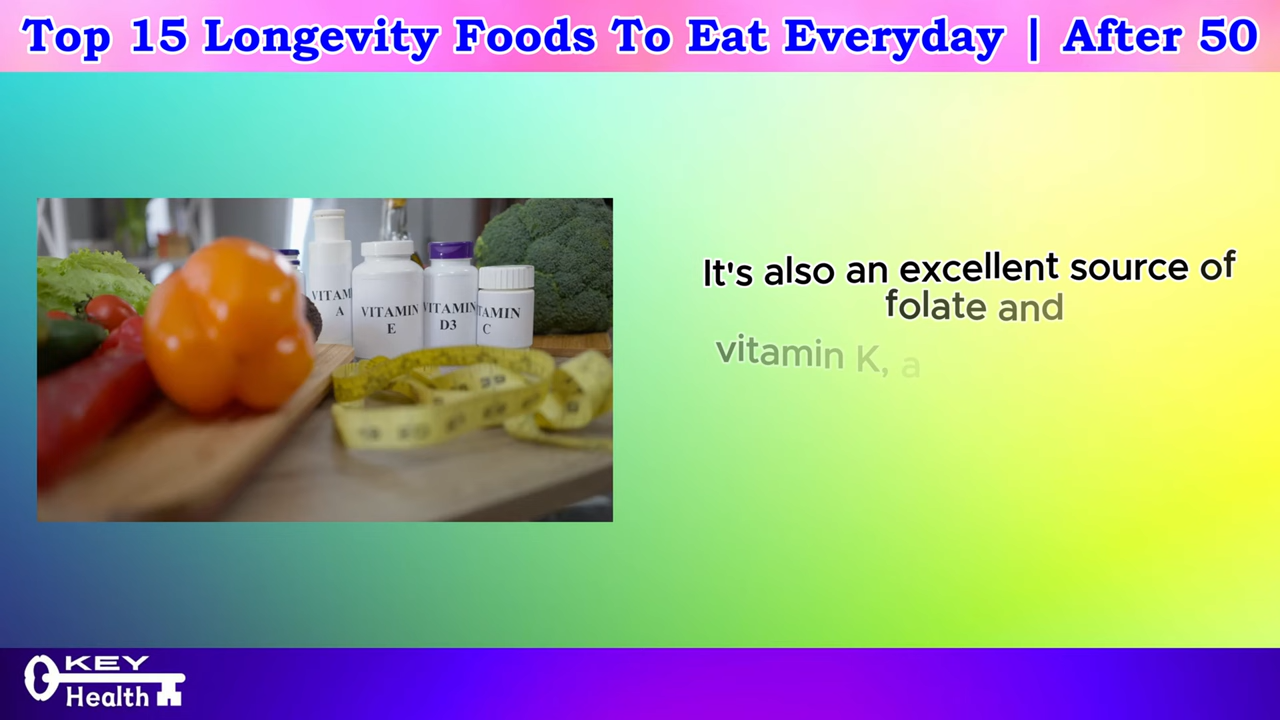 Top 15 Longevity Foods To Eat Everyday | After 50
VITAM
A
VITAMIN
E
VITAMIN
D3
TAMIN
C
It's also an excellent source of
folate and
vitamin K, a
KEY
Health